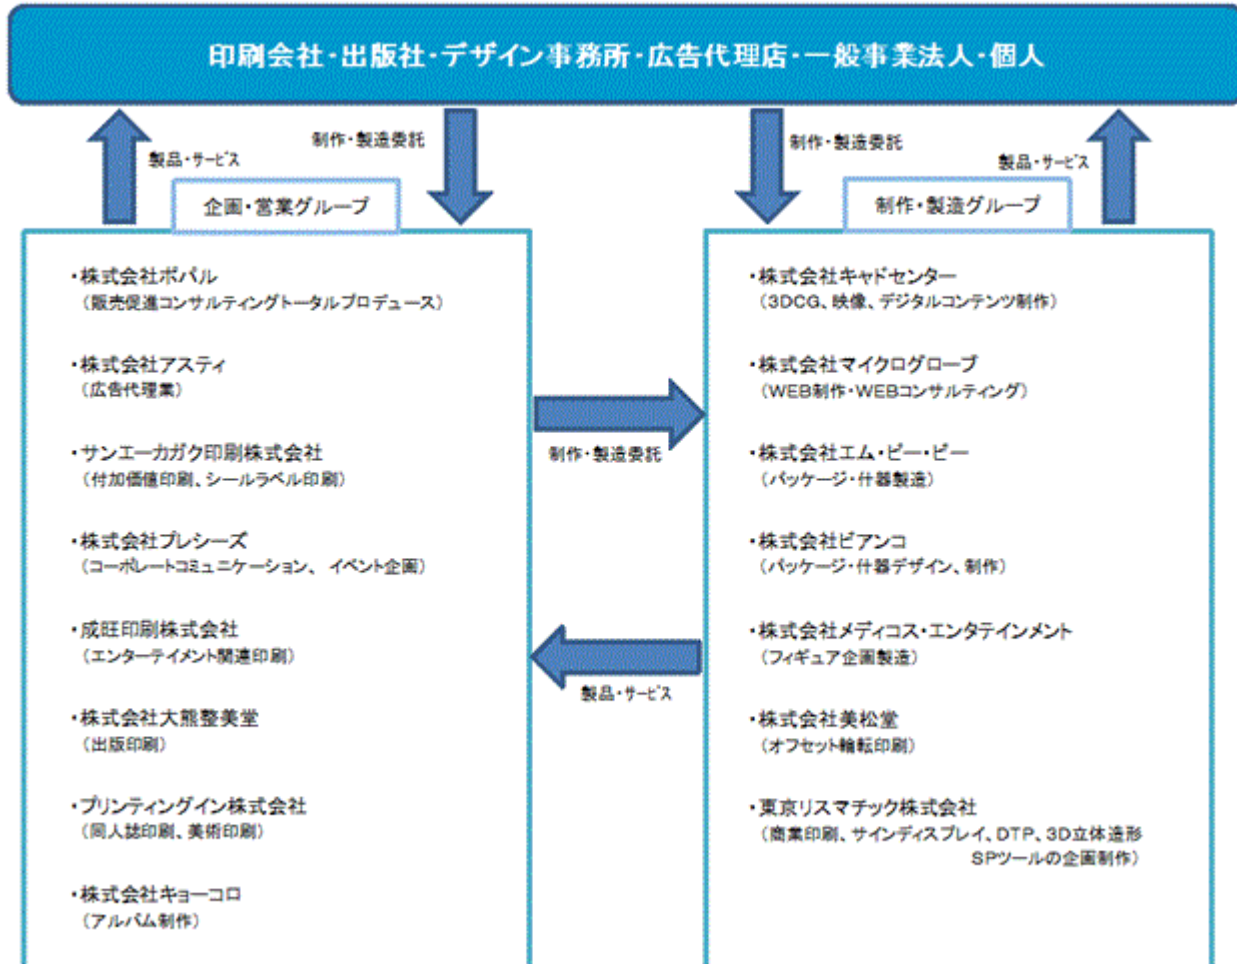 印刷会社・出版社・デザイン事務所・広告代理店・一般事業法人・個人
製品・サービス
制作・製造委託
制作・製造委託
製品・サービス
企画・営業グループ
・株式会社ポパル
（販売促進コンサルティングトータルプロデュース）
・株式会社アスティ
（広告代理業）
・サンエーカガク印刷株式会社
（付加価値印刷、シールラベル印刷）
・株式会社プレシーズ
（コーポレートコミュニケーション、 イベント企画）
・成旺印刷株式会社
（エンターテイメント関連印刷）
・株式会社大熊整美堂
（出版印刷）
・プリンティングイン株式会社
（同人誌印刷、美術印刷）
・株式会社キョーコロ
（アルバム制作）
制作・製造委託
製品・サービス
制作・製造グループ
・株式会社キャドセンター
（3DCG、映像、デジタルコンテンツ制作）
・株式会社マイクログローブ
（WEB制作・WEBコンサルティング）
・株式会社エム・ピー・ビー
（パッケージ・什器製造）
・株式会社ビアンコ
（パッケージ・什器デザイン、制作）
・株式会社メディコス・エンタテインメント
（フィギュア企画製造）
・株式会社美松堂
（オフセット輪転印刷）
・東京リスマチック株式会社
（商業印刷、サインディスプレイ、DTP、3D立体造形
SPツールの企画制作）